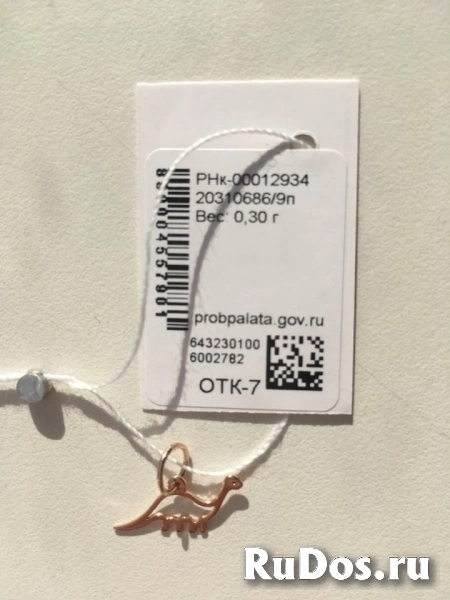 РНк-00012934
20310686/9п
Вес: 0,30 г
probpalata.gov.ru
643230100
6002782
ОТК-7
RuDos.ru